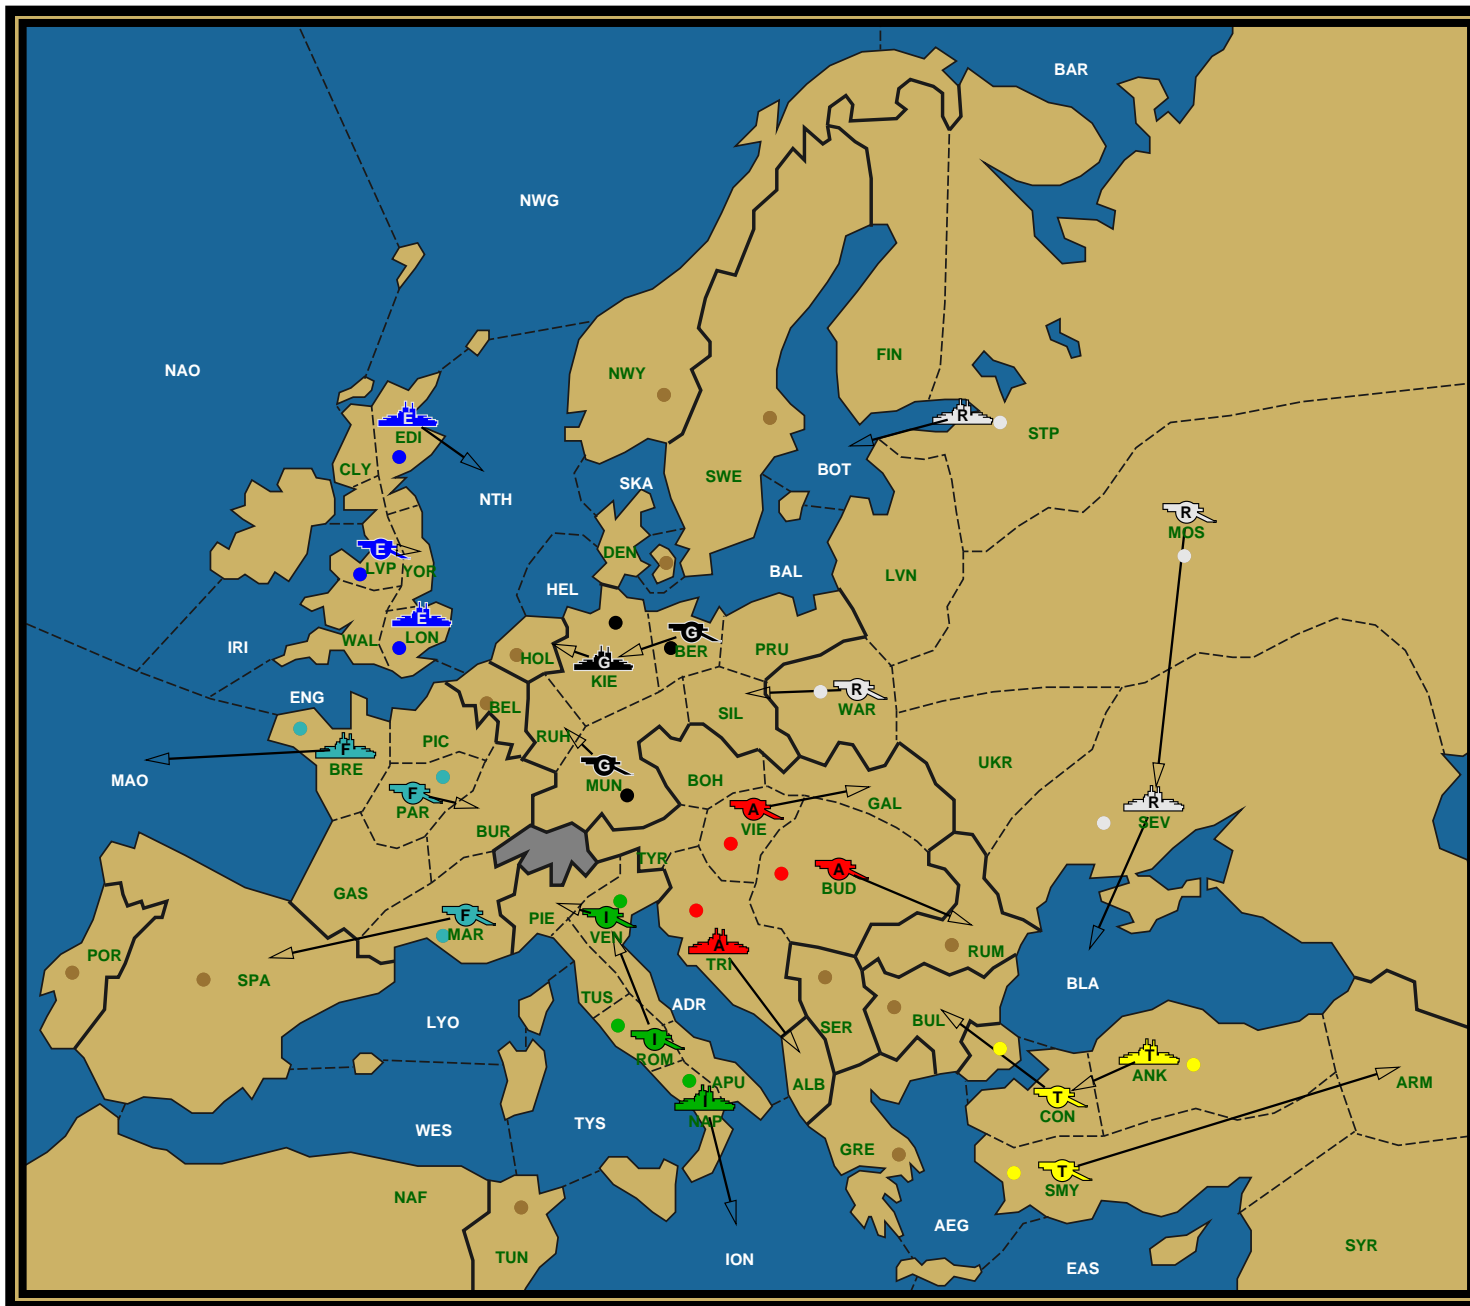 BAR
NWG
NAO
FIN
NWY
E
EDI
R
STP
CLY
SKA
SWE
BOT
NTH
R
MOS
E
LVP
YOR
DEN
BAL
LVN
HEL
E
LON
WAL
IRI
G
BER
PRU
HOL
G
KIE
ENG
R
WAR
BEL
SIL
RUH
PIC
F
BRE
UKR
MAO
G
MUN
BOH
F
PAR
A
VIE
GAL
R
SEV
BUR
TYR
A
BUD
GAS
F
MAR
PIE
I
VEN
A
TRI
RUM
POR
SPA
BLA
TUS
ADR
LYO
BUL
SER
I
ROM
T
ANK
APU
ALB
ARM
T
CON
I
NAP
TYS
WES
GRE
T
SMY
NAF
AEG
SYR
TUN
ION
EAS